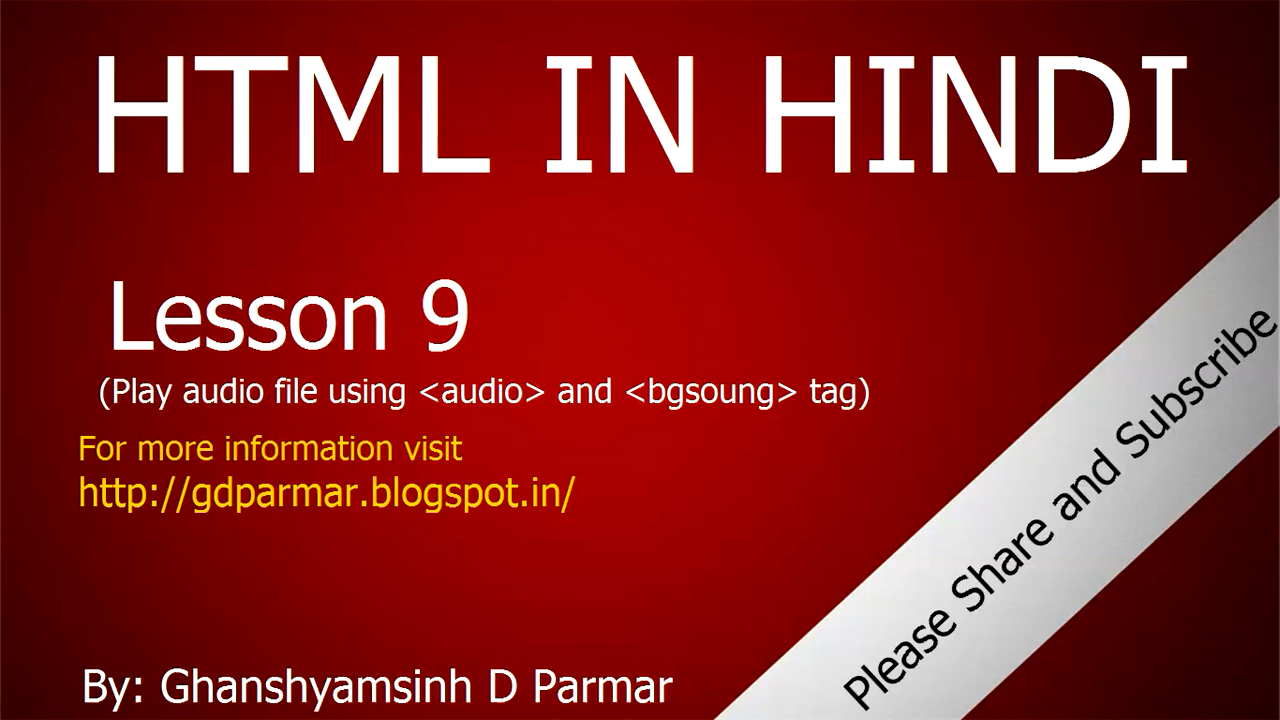 HTML IN HINDI
Lesson 9
(Play audio file using <audio> and <bgsoung> tag)
For more information visit
http://gdparmar.blogspot.in/
Please Share and Subscribe
By: Ghanshyamsinh D Parmar